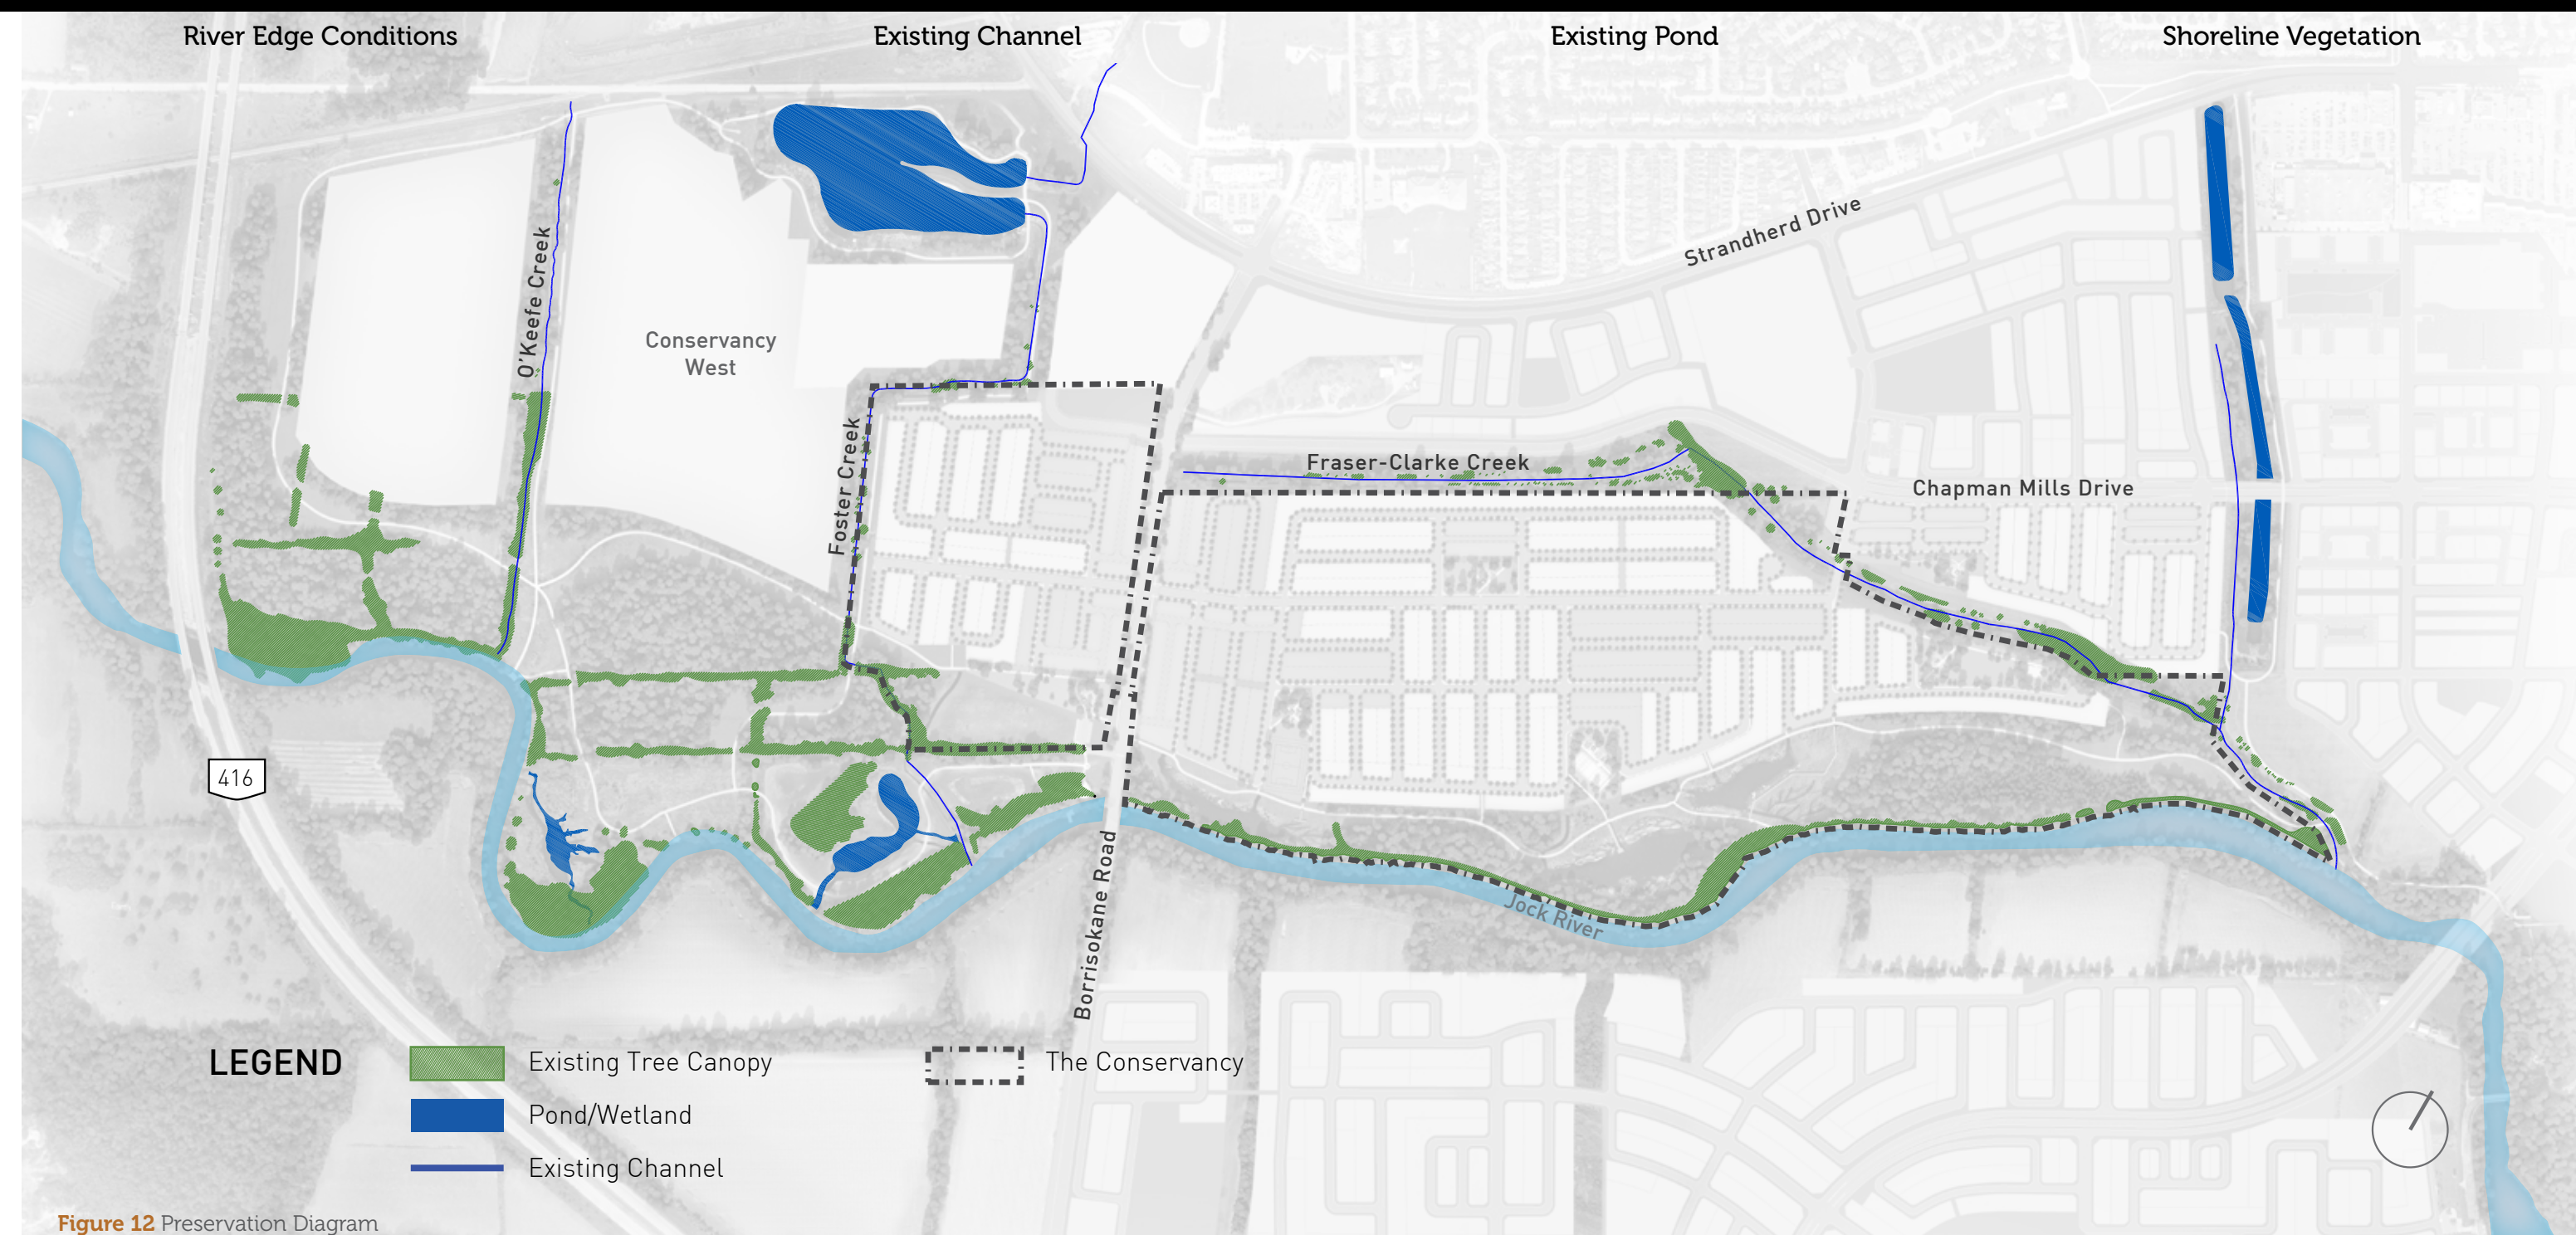 River Edge Conditions
Existing Channel
Existing Pond
Shoreline Vegetation
O'Keefe Creek
Strandherd Drive
Conservancy
West
Foster Creek
Fraser-Clarke Creek
Chapman Mills Drive
416
Borrisokane Road
Jock River
LEGEND
Existing Tree Canopy
The Conservancy
Pond/Wetland
Existing Channel
Figure 12 Preservation Diagram